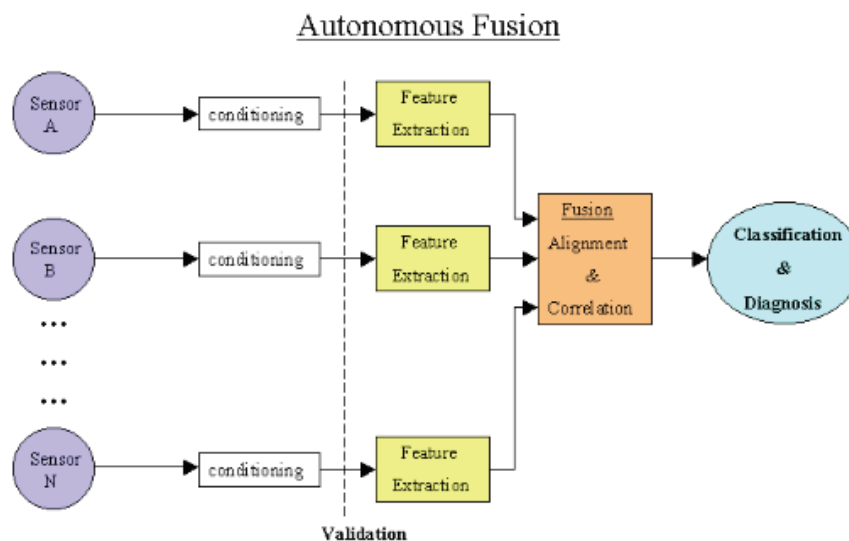 Autonomous Fusion
Sensor
A
conditioning
Feature
Extraction
Sensor
B
conditioning
Feature
Extraction
Fusion
Alignment
&
Correlation
Classification
&
Diagnosis
...
...
...
Sensor
N
conditioning
Feature
Extraction
Validation